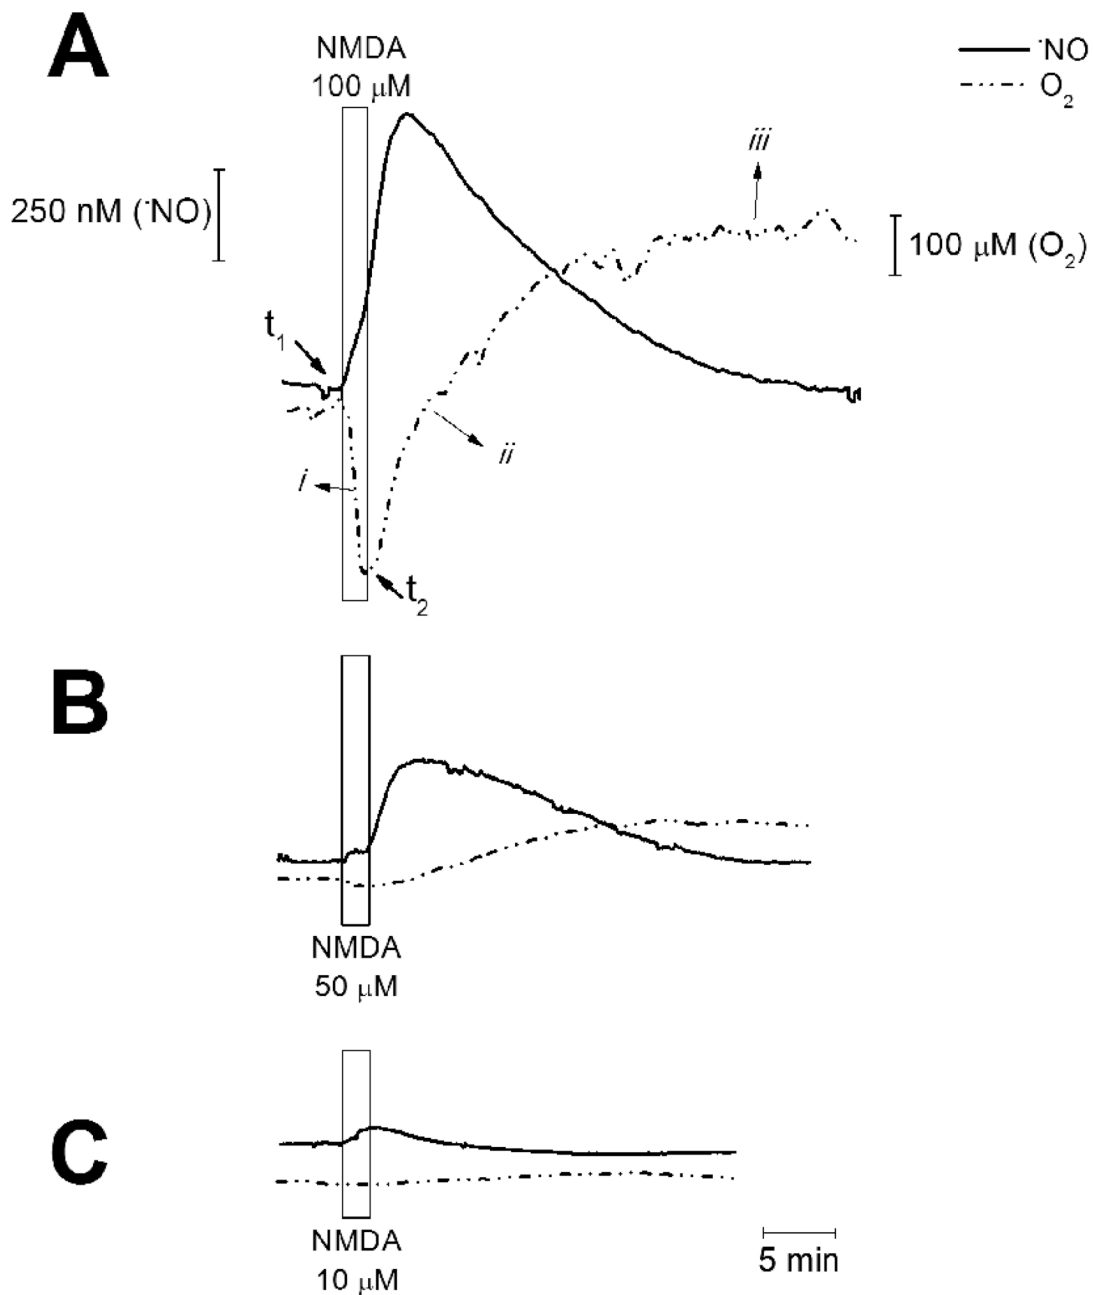 A
NMDA
100 μM
˙NO
O₂
iii
250 nM (˙NO)
100 μM (O₂)
t₁
ii
i
t₂
B
NMDA
50 μM
C
NMDA
10 μM
5 min